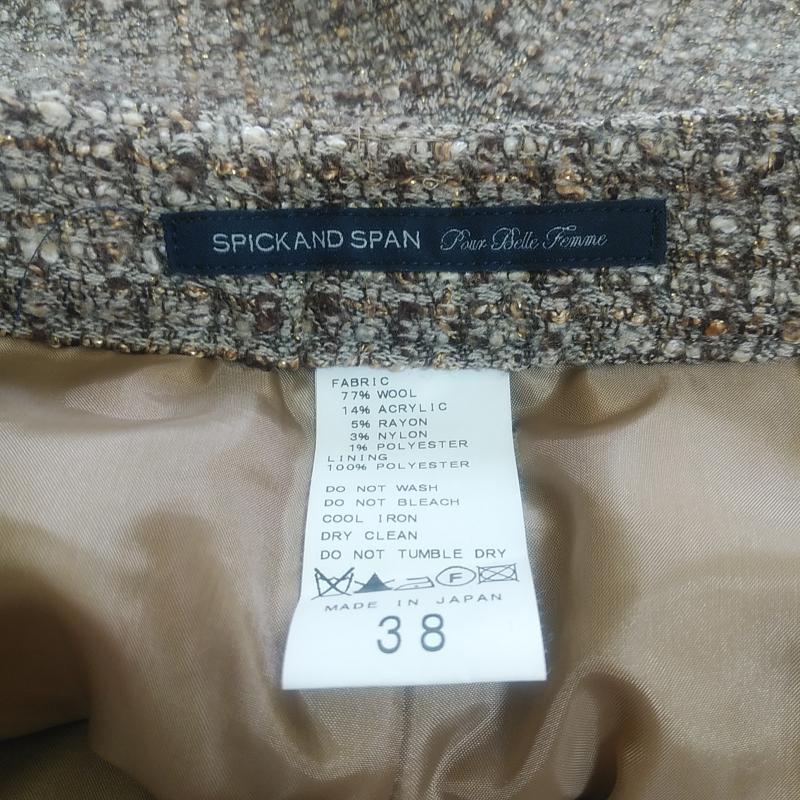 SPICK AND SPAN Pour Belle Femme
FABRIC
77% WOOL
14% ACRYLIC
5% RAYON
3% NYLON
1% POLYESTER
LINING
100% POLYESTER
DO NOT WASH
DO NOT BLEACH
COOL IRON
DRY CLEAN
DO NOT TUMBLE DRY
F
MADE IN JAPAN
38